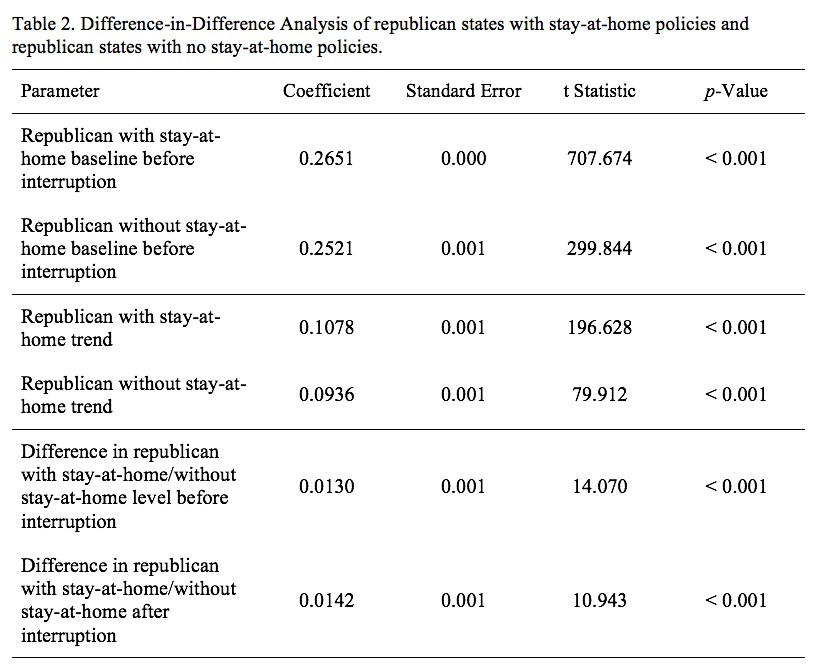 Table 2. Difference-in-Difference Analysis of republican states with stay-at-home policies and
republican states with no stay-at-home policies.
Parameter Coefficient Standard Error t Statistic p-Value
Republican with stay-at-
home baseline before
interruption
0.2651 0.000 707.674 < 0.001
Republican without stay-at-
home baseline before
interruption
0.2521 0.001 299.844 < 0.001
Republican with stay-at-
home trend
0.1078 0.001 196.628 < 0.001
Republican without stay-at-
home trend
0.0936 0.001 79.912 < 0.001
Difference in republican
with stay-at-home/without
stay-at-home level before
interruption
0.0130 0.001 14.070 < 0.001
Difference in republican
with stay-at-home/without
stay-at-home after
interruption
0.0142 0.001 10.943 < 0.001